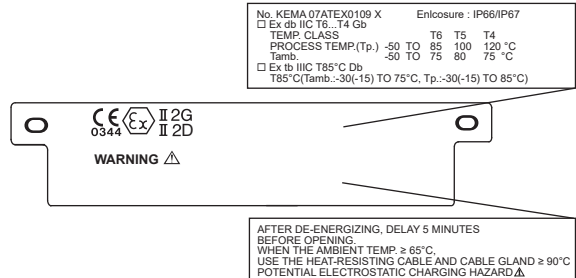 No. KEMA 07ATEX0109 X Enlcosure : IP66/IP67
□ Ex db IIC T6...T4 Gb
TEMP. CLASS T6 T5 T4
PROCESS TEMP.(Tp.) -50 TO 85 100 120 °C
Tamb. -50 TO 75 80 75 °C
□ Ex tb IIIC T85°C Db
T85°C(Tamb.:-30(-15) TO 75°C, Tp.:-30(-15) TO 85°C)
CE Ex II 2G
0344 II 2D
WARNING ⚠
AFTER DE-ENERGIZING, DELAY 5 MINUTES
BEFORE OPENING.
WHEN THE AMBIENT TEMP. ≥ 65°C,
USE THE HEAT-RESISTING CABLE AND CABLE GLAND ≥ 90°C
POTENTIAL ELECTROSTATIC CHARGING HAZARD ⚠